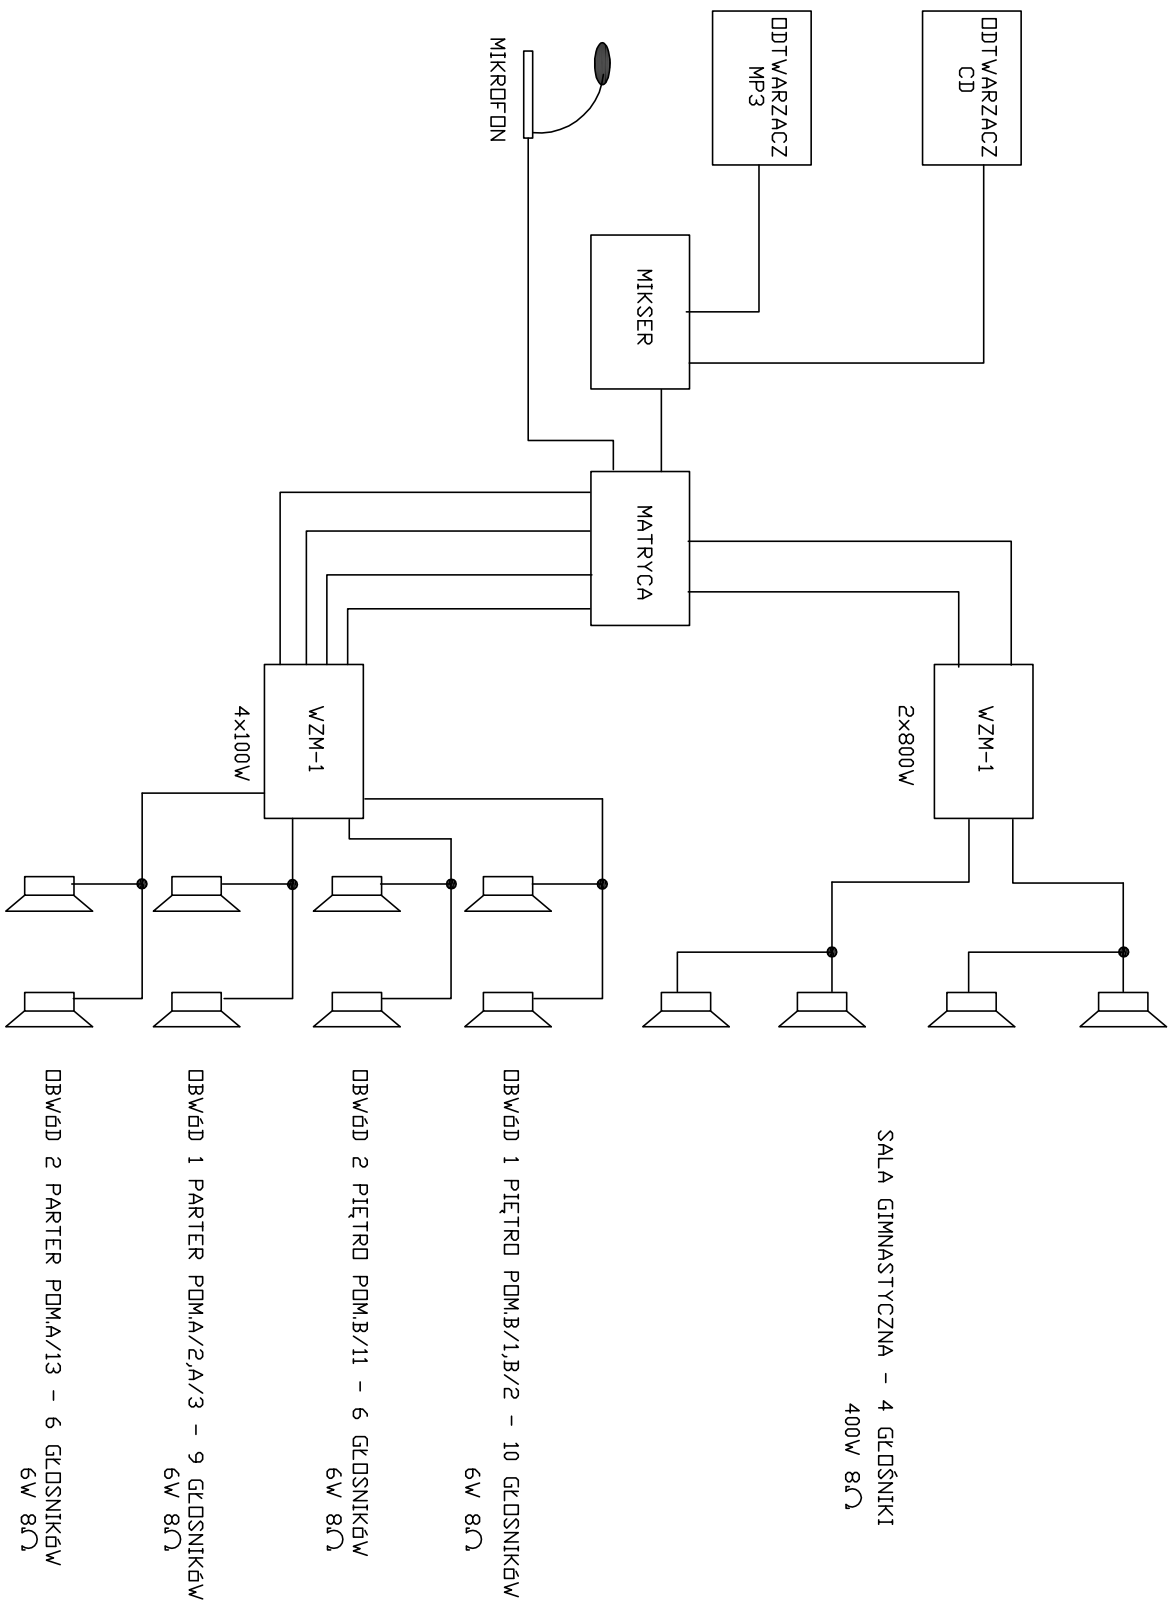 ODTWARZACZ
CD
ODTWARZACZ
MP3
MIKROFON
MIKSER
MATRYCA
WZM-1
2x800W
WZM-1
4x100W
SALA GIMNASTYCZNA - 4 GŁOŚNIKI
400W 8Ω
OBWÓD 1 PIĘTRO POM.B/1,B/2 - 10 GŁOSNIKÓW
6W 8Ω
OBWÓD 2 PIĘTRO POM.B/11 - 6 GŁOSNIKÓW
6W 8Ω
OBWÓD 1 PARTER POM.A/2,A/3 - 9 GŁOSNIKÓW
6W 8Ω
OBWÓD 2 PARTER POM.A/13 - 6 GŁOSNIKÓW
6W 8Ω